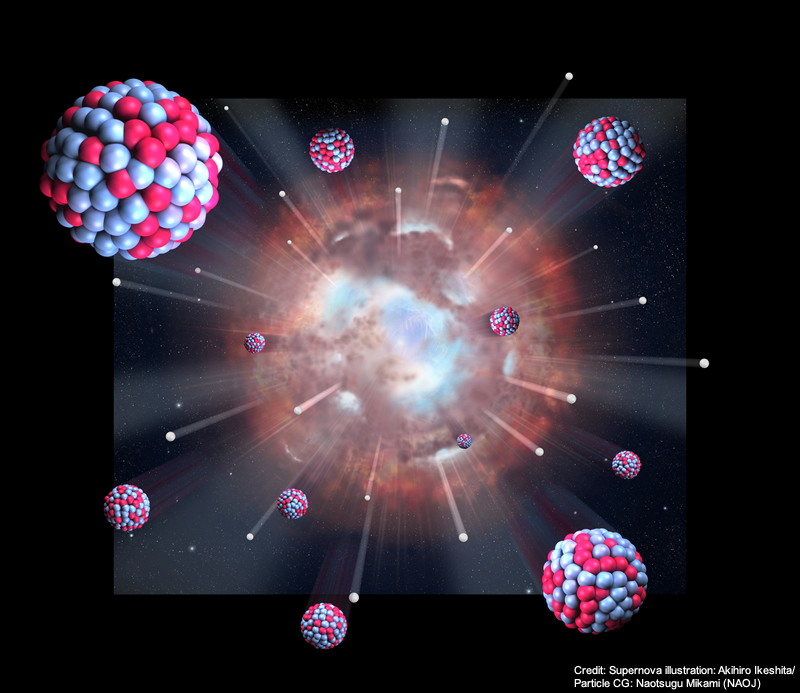 Credit: Supernova illustration: Akihiro Ikeshita/
Particle CG: Naotsugu Mikami (NAOJ)